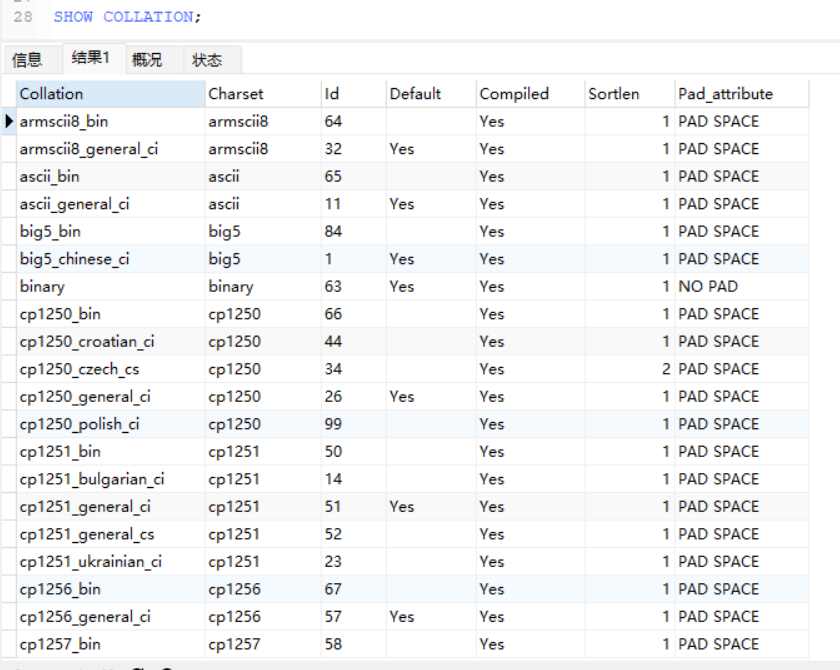 28 SHOW COLLATION;
信息 结果1 概况 状态
Collation Charset Id Default Compiled Sortlen Pad_attribute
armscii8_bin armscii8 64 Yes 1 PAD SPACE
armscii8_general_ci armscii8 32 Yes Yes 1 PAD SPACE
ascii_bin ascii 65 Yes 1 PAD SPACE
ascii_general_ci ascii 11 Yes Yes 1 PAD SPACE
big5_bin big5 84 Yes 1 PAD SPACE
big5_chinese_ci big5 1 Yes Yes 1 PAD SPACE
binary binary 63 Yes Yes 1 NO PAD
cp1250_bin cp1250 66 Yes 1 PAD SPACE
cp1250_croatian_ci cp1250 44 Yes 1 PAD SPACE
cp1250_czech_cs cp1250 34 Yes 2 PAD SPACE
cp1250_general_ci cp1250 26 Yes Yes 1 PAD SPACE
cp1250_polish_ci cp1250 99 Yes 1 PAD SPACE
cp1251_bin cp1251 50 Yes 1 PAD SPACE
cp1251_bulgarian_ci cp1251 14 Yes 1 PAD SPACE
cp1251_general_ci cp1251 51 Yes Yes 1 PAD SPACE
cp1251_general_cs cp1251 52 Yes 1 PAD SPACE
cp1251_ukrainian_ci cp1251 23 Yes 1 PAD SPACE
cp1256_bin cp1256 67 Yes 1 PAD SPACE
cp1256_general_ci cp1256 57 Yes Yes 1 PAD SPACE
cp1257_bin cp1257 58 Yes 1 PAD SPACE